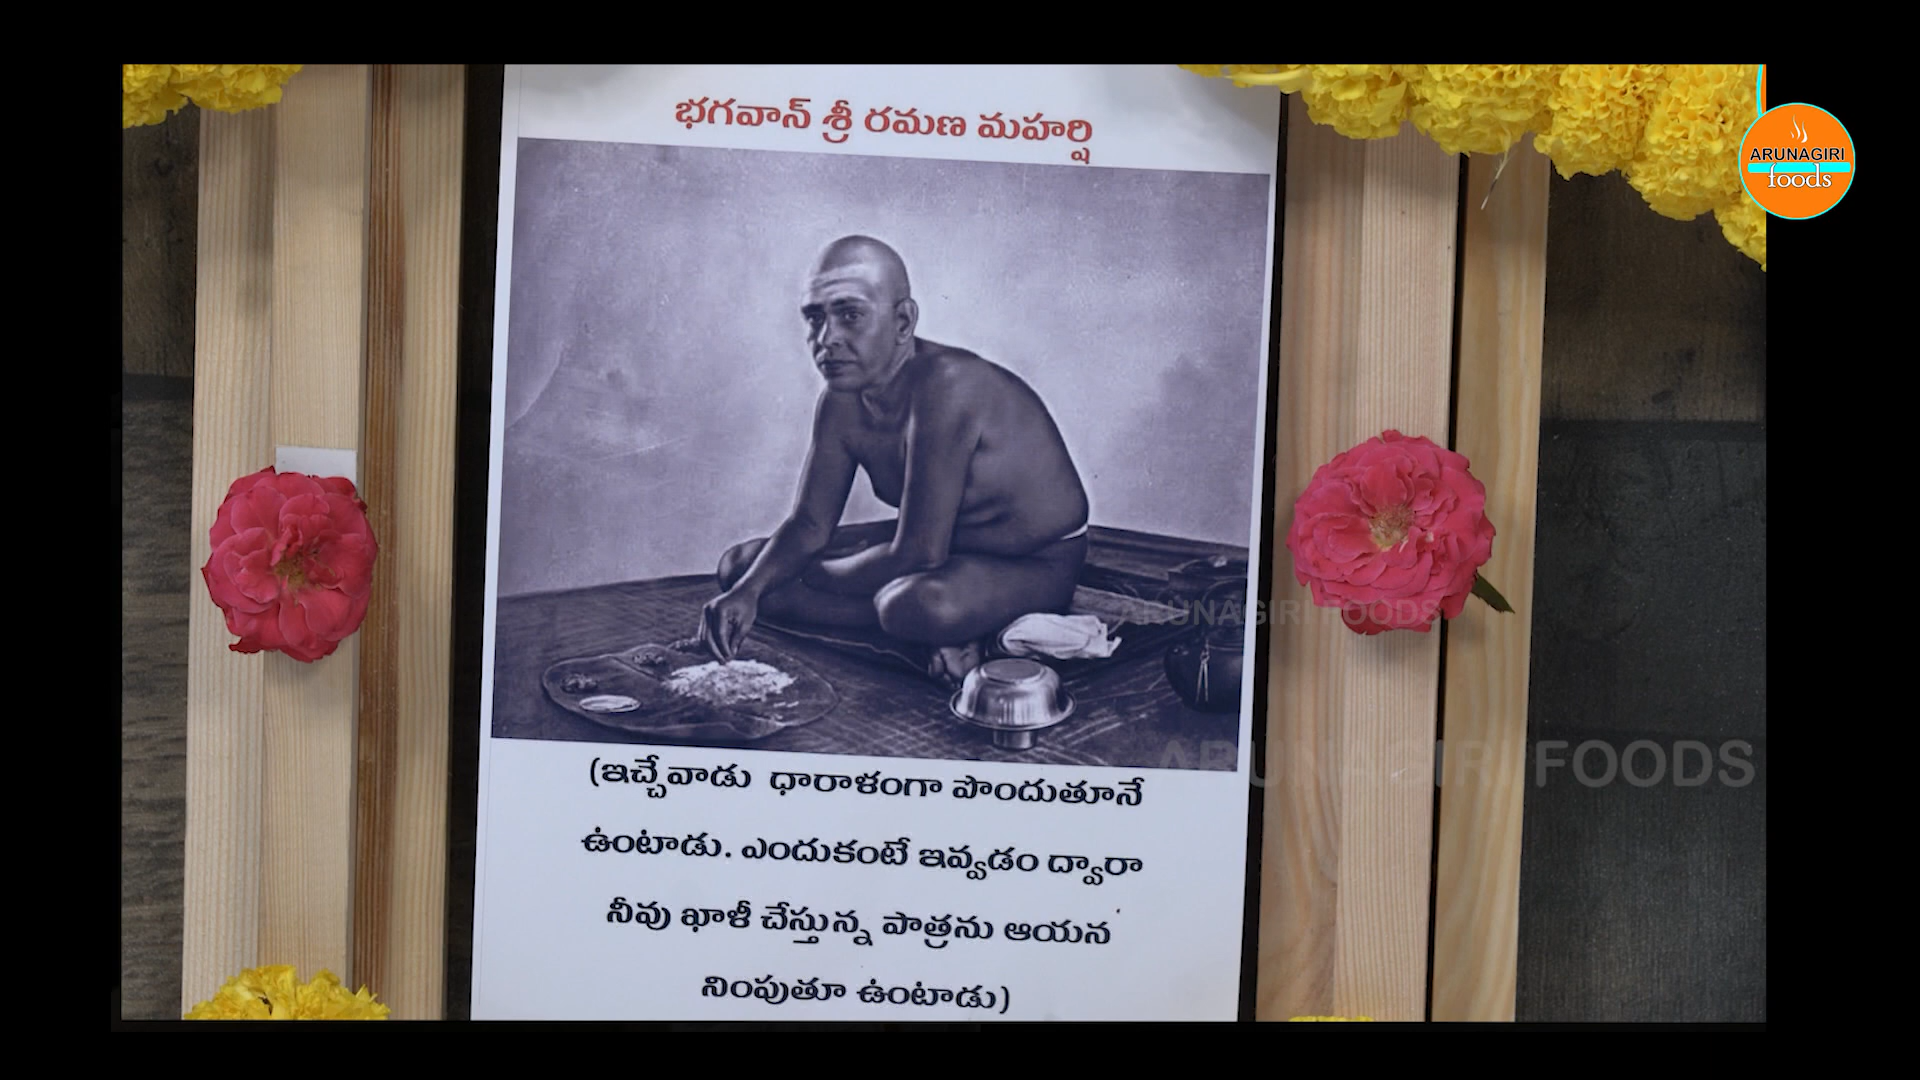 భగవాన్ శ్రీ రమణ మహర్షి
ARUNAGIRI
foods
ARUNAGIRI FOODS
ARUNAGIRI FOODS
(ఇచ్చేవాడు ధారాళంగా పొందుతూనే
ఉంటాడు. ఎందుకంటే ఇవ్వడం ద్వారా
నీవు ఖాళీ చేస్తున్న పాత్రను ఆయన
నింపుతూ ఉంటాడు)